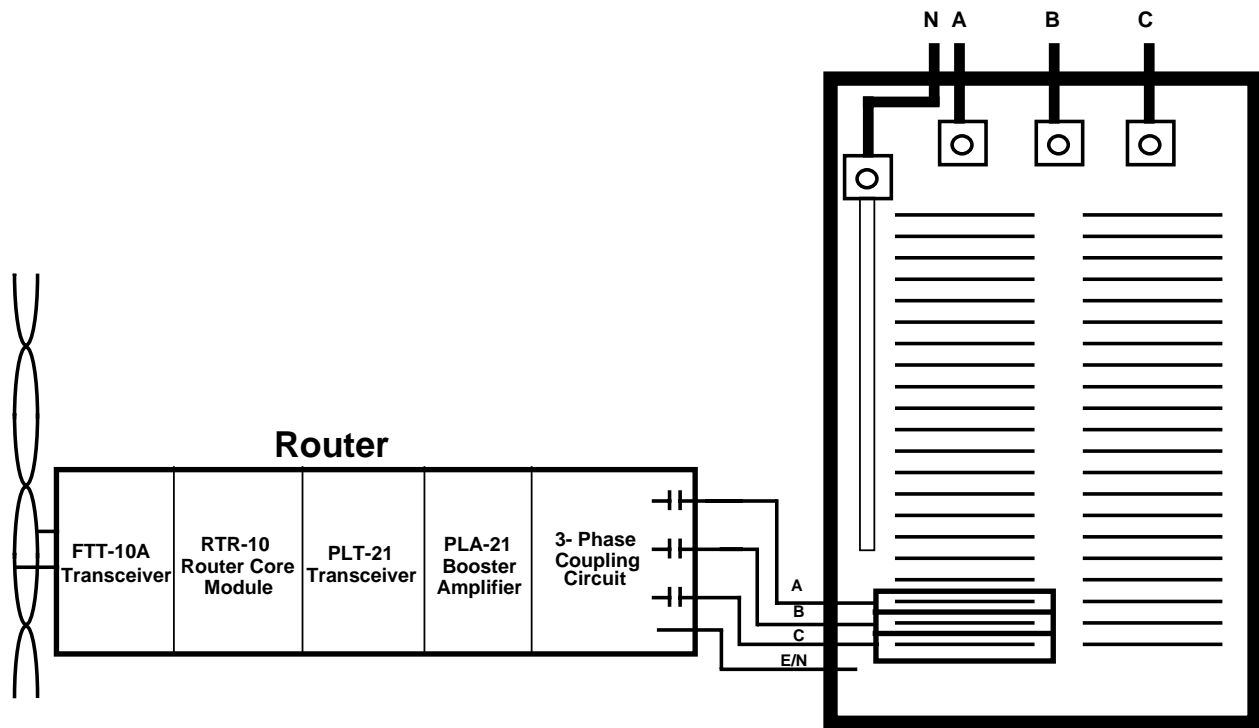 N A B C
Router
FTT-10A
Transceiver
RTR-10
Router Core
Module
PLT-21
Transceiver
PLA-21
Booster
Amplifier
3- Phase
Coupling
Circuit
A
B
C
E/N